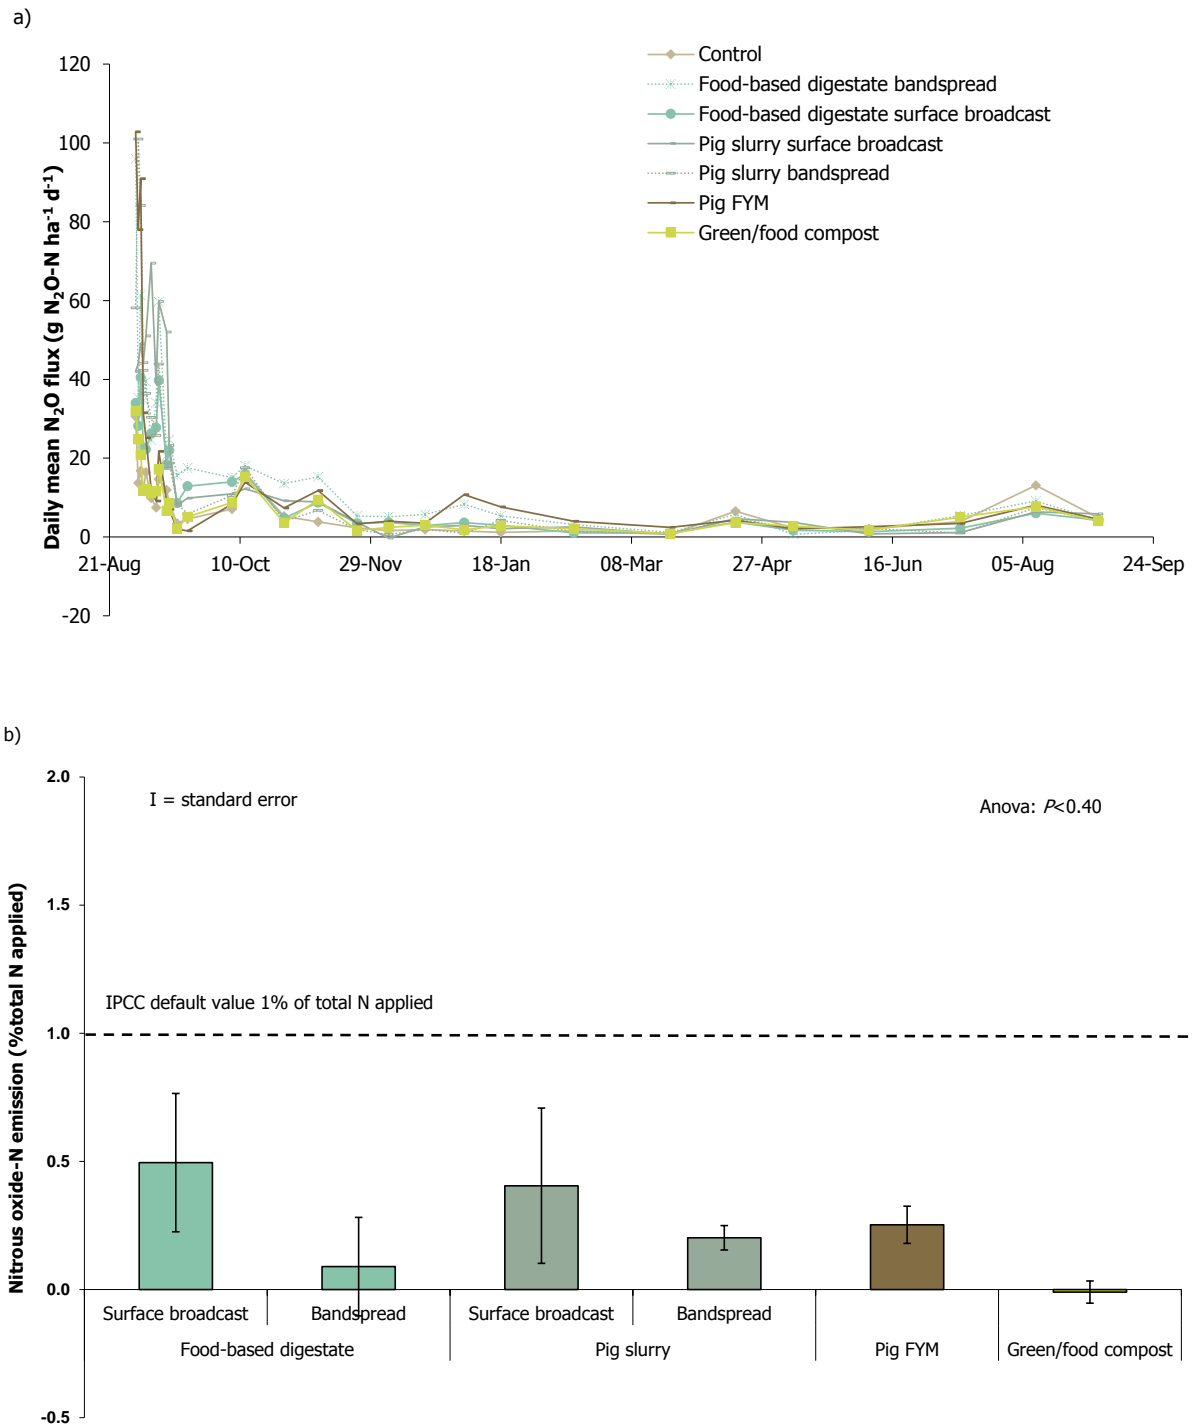 a)
120
100
80
60
40
20
0
-20
Daily mean N₂O flux (g N₂O-N ha⁻¹ d⁻¹)
21-Aug 10-Oct 29-Nov 18-Jan 08-Mar 27-Apr 16-Jun 05-Aug 24-Sep
Control
Food-based digestate bandspread
Food-based digestate surface broadcast
Pig slurry surface broadcast
Pig slurry bandspread
Pig FYM
Green/food compost
b)
2.0
1.5
1.0
0.5
0.0
-0.5
Nitrous oxide-N emission (%total N applied)
I = standard error
Anova: P<0.40
IPCC default value 1% of total N applied
Surface broadcast Bandspread Surface broadcast Bandspread
Food-based digestate Pig slurry Pig FYM Green/food compost